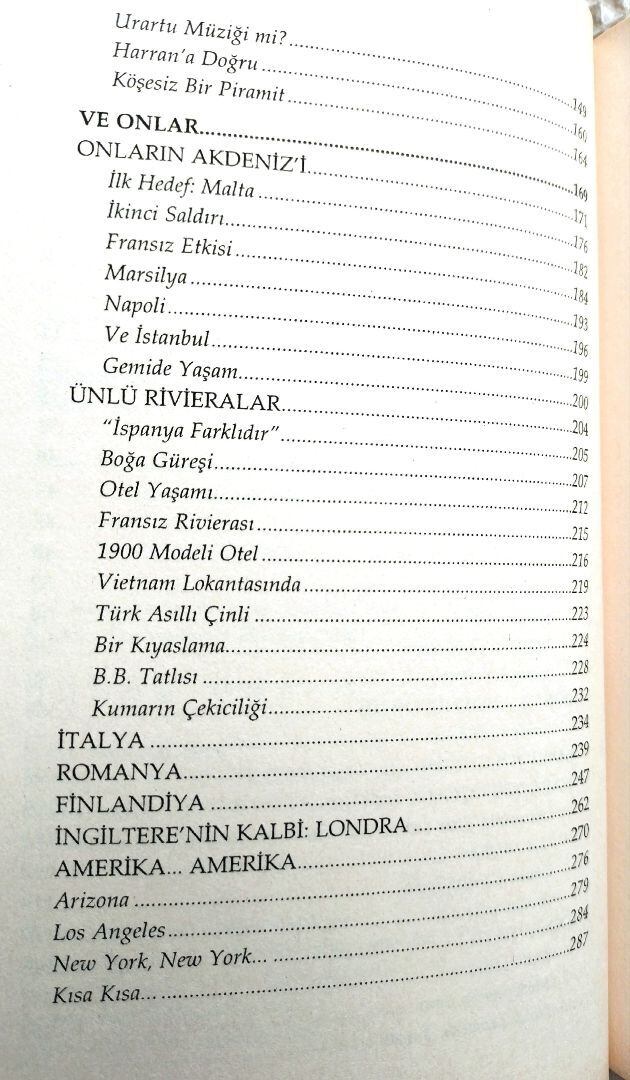 Urartu Müziği mi? 149
Harran'a Doğru 160
Köşesiz Bir Piramit 164
VE ONLAR 169
ONLARIN AKDENİZ'İ 171
İlk Hedef: Malta 176
İkinci Saldırı 182
Fransız Etkisi 184
Marsilya 193
Napoli 196
Ve İstanbul 199
Gemide Yaşam 200
ÜNLÜ RİVİERALAR 204
"İspanya Farklıdır" 205
Boğa Güreşi 207
Otel Yaşamı 212
Fransız Rivierası 215
1900 Modeli Otel 216
Vietnam Lokantasında 219
Türk Asıllı Çinli 223
Bir Kıyaslama 224
B.B. Tatlısı 228
Kumarın Çekiciliği 232
İTALYA 234
ROMANYA 239
FİNLANDİYA 247
İNGİLTERE'NİN KALBİ: LONDRA 262
AMERİKA... AMERİKA 270
Arizona 276
Los Angeles 279
New York, New York... 284
Kısa Kısa... 287